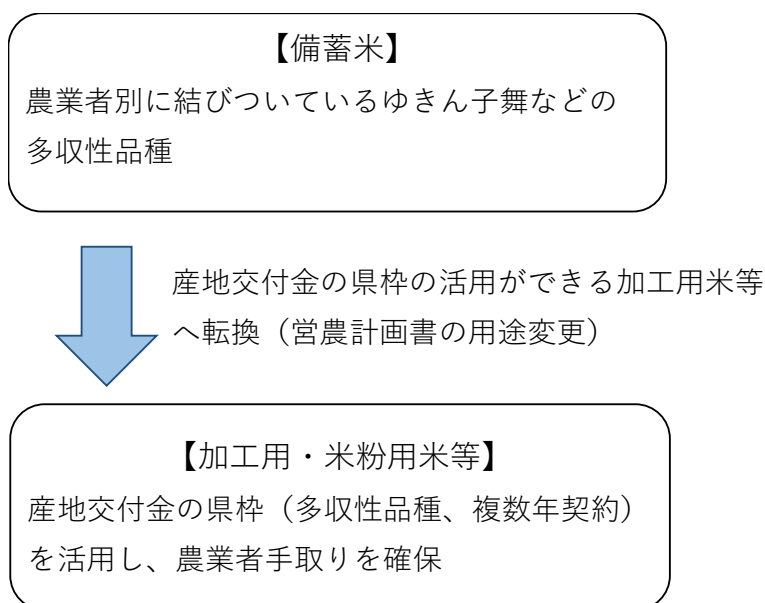 【備蓄米】
農業者別に結びついているゆきん子舞などの
多収性品種
産地交付金の県枠の活用ができる加工用米等
へ転換（営農計画書の用途変更）
【加工用・米粉用米等】
産地交付金の県枠（多収性品種、複数年契約）
を活用し、農業者手取りを確保